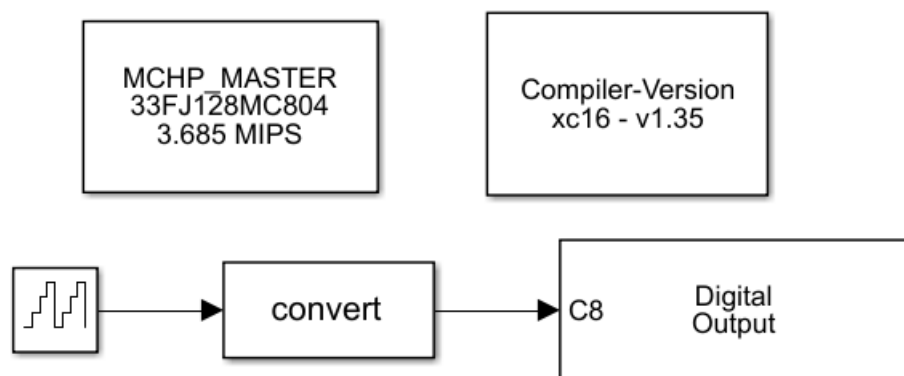 MCHP_MASTER
33FJ128MC804
3.685 MIPS
Compiler-Version
xc16 - v1.35
convert
C8
Digital
Output